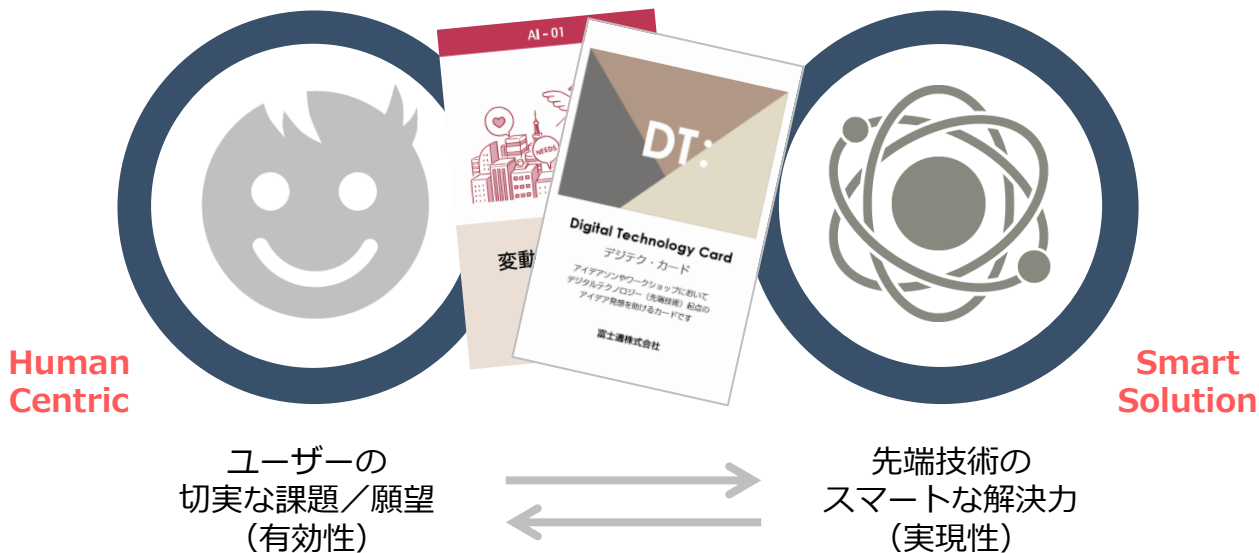 AI-01
NEEDS
変動
DT:
Digital Technology Card
デジテク・カード
アイデアソンやワークショップにおいて
デジタルテクノロジー(先端技術)起点の
アイデア発想を助けるカードです
富士通株式会社
Human
Centric
Smart
Solution
ユーザーの
切実な課題/願望
(有効性)
先端技術の
スマートな解決力
(実現性)